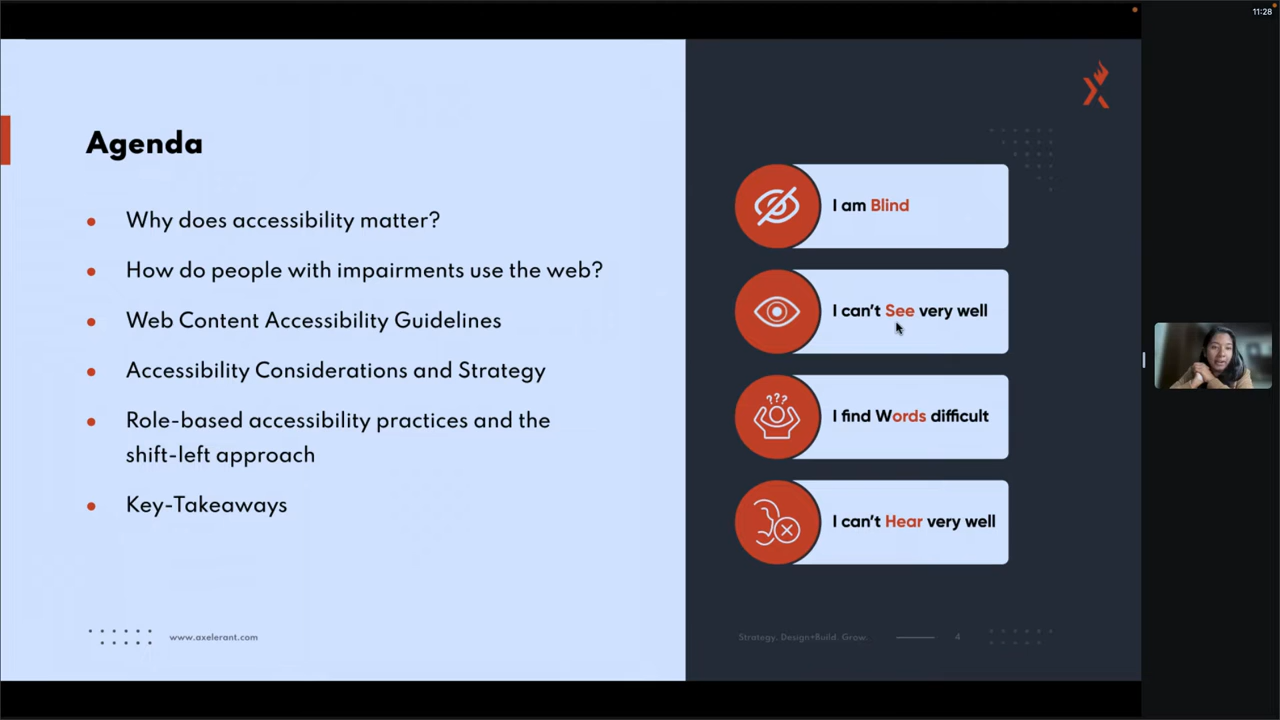 11:28
Agenda
Why does accessibility matter?
How do people with impairments use the web?
Web Content Accessibility Guidelines
Accessibility Considerations and Strategy
Role-based accessibility practices and the
shift-left approach
Key-Takeaways
www.axelerant.com
I am Blind
I can't See very well
I find Words difficult
I can't Hear very well
Strategy. Design+Build. Grow.
4